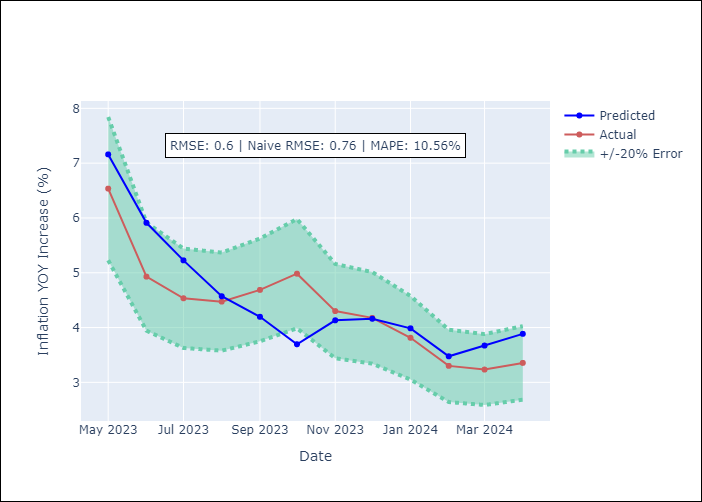 Predicted
Actual
+/-20% Error
RMSE: 0.6 | Naive RMSE: 0.76 | MAPE: 10.56%
Inflation YOY Increase (%)
8
7
6
5
4
3
May 2023
Jul 2023
Sep 2023
Nov 2023
Jan 2024
Mar 2024
Date